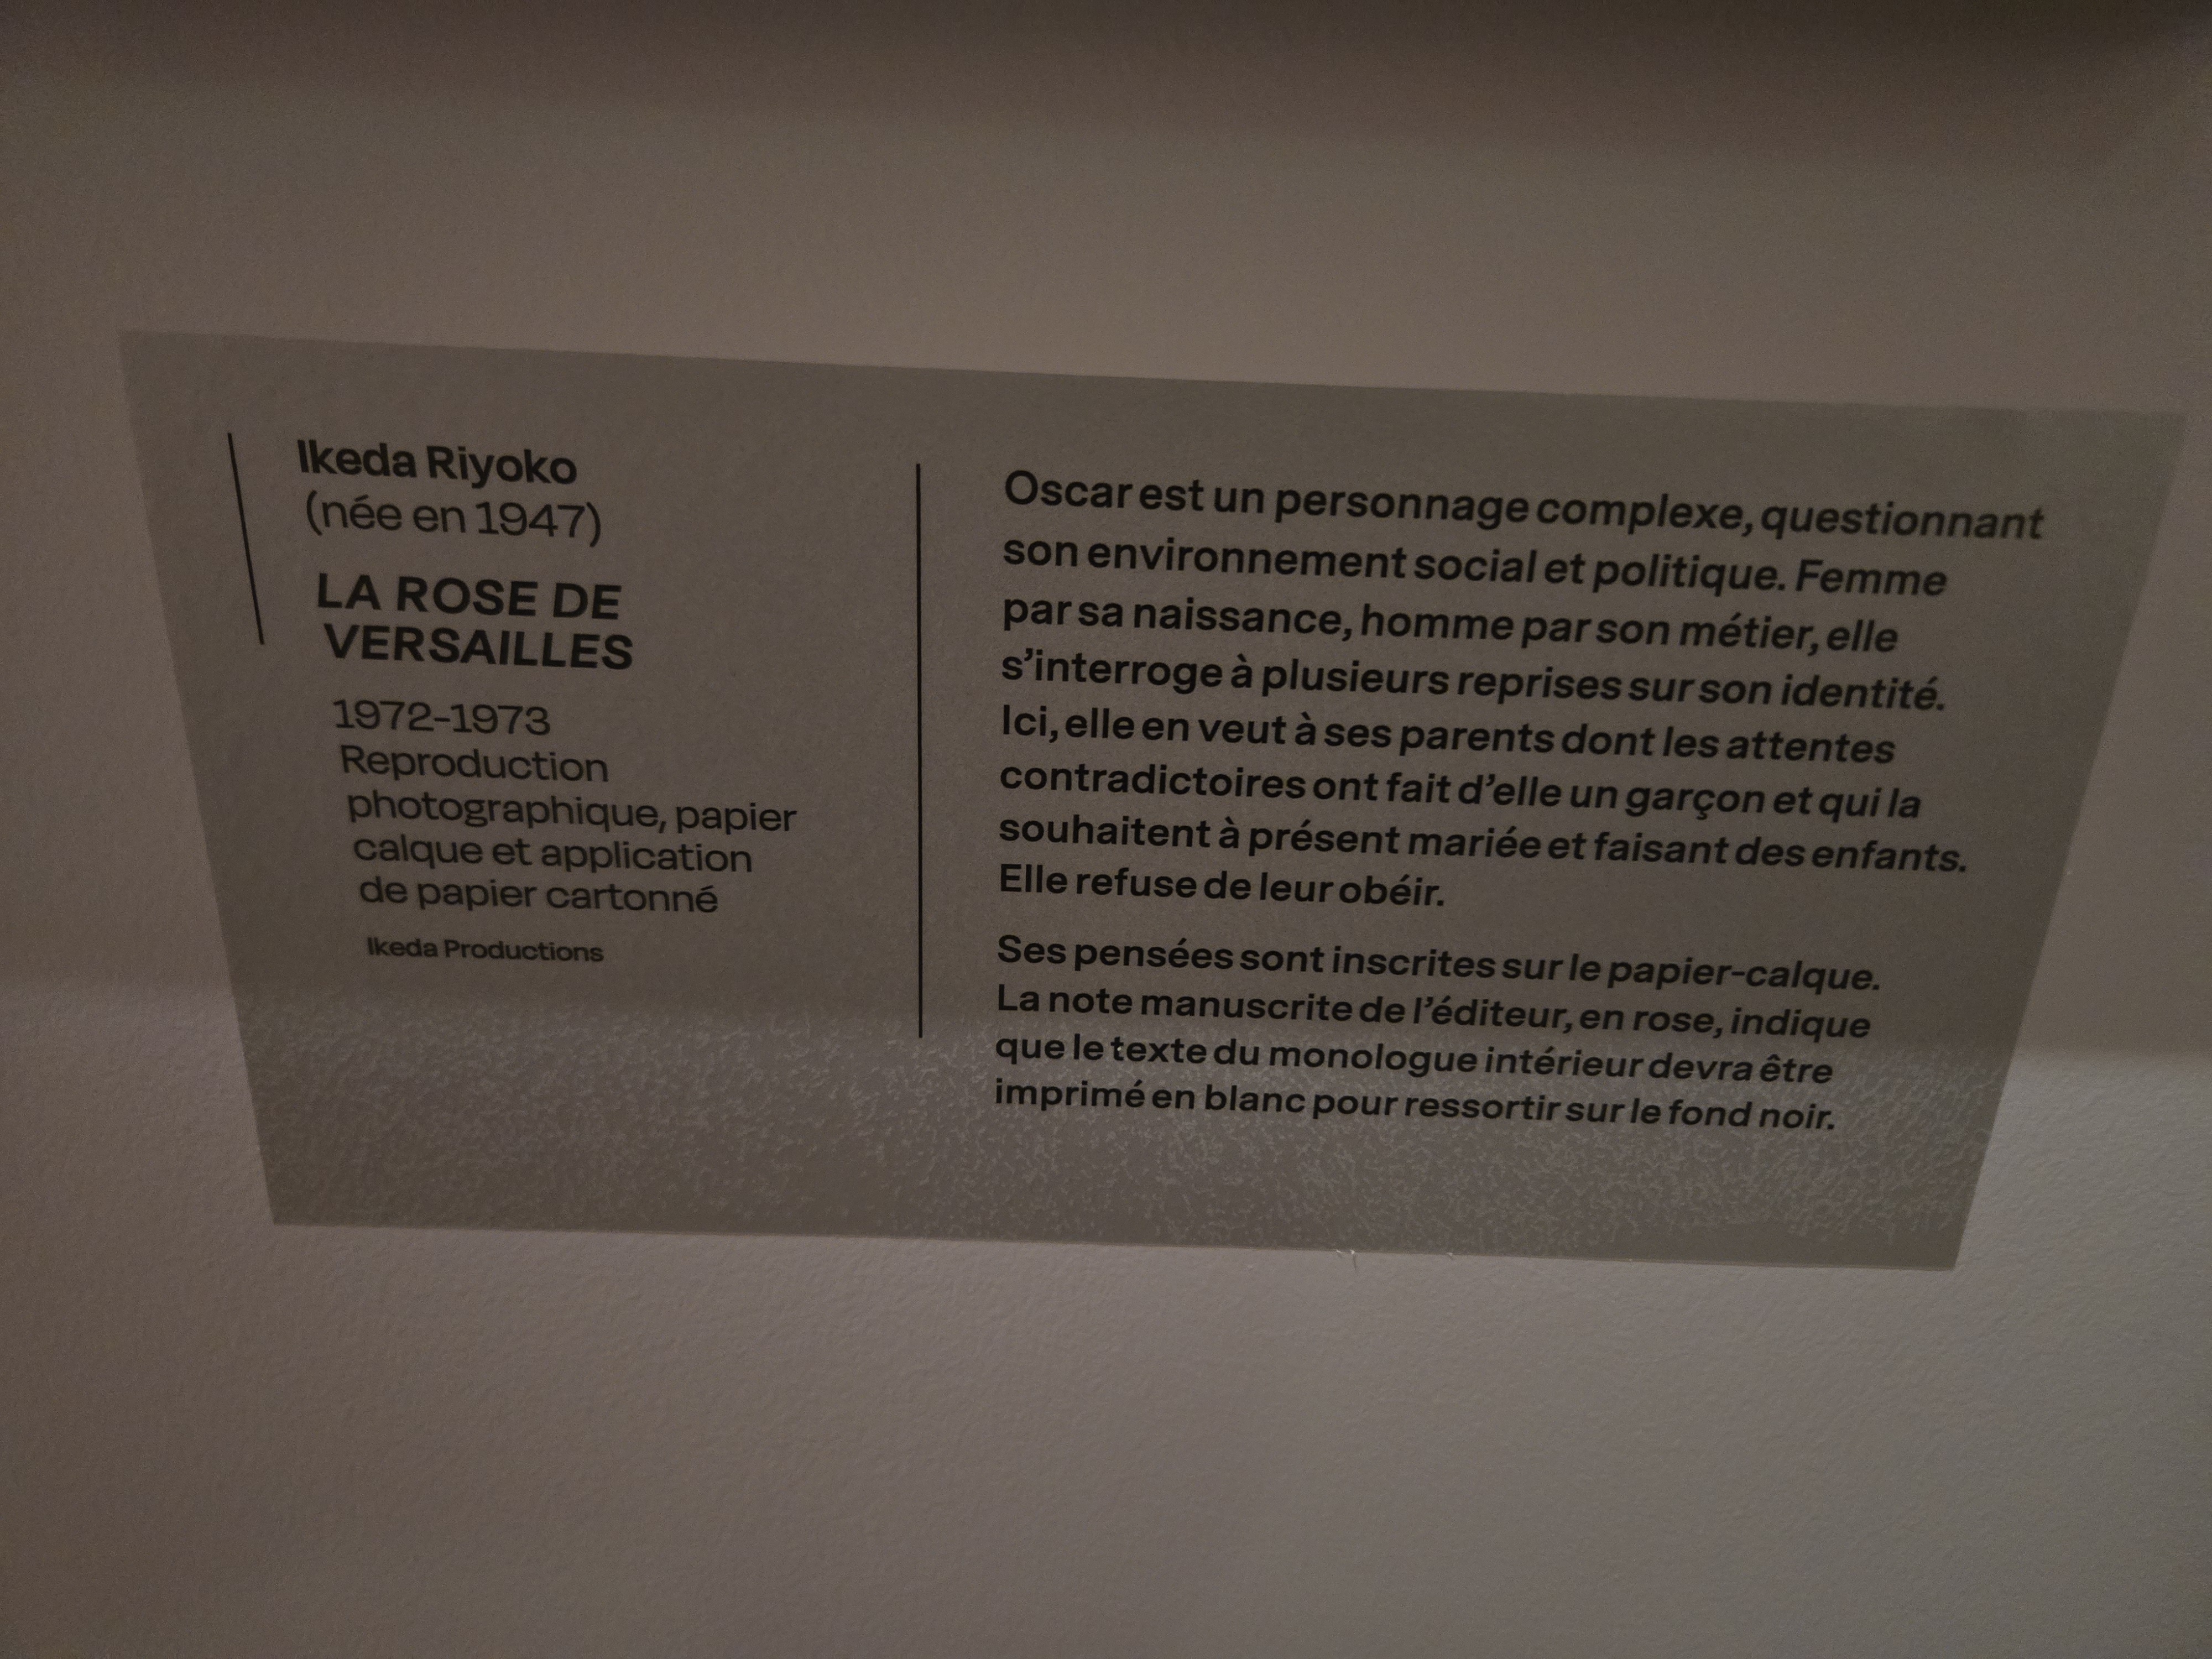 Ikeda Riyoko
(née en 1947)
LA ROSE DE
VERSAILLES
1972-1973
Reproduction
photographique, papier
calque et application
de papier cartonné
Ikeda Productions
Oscar est un personnage complexe, questionnant
son environnement social et politique. Femme
par sa naissance, homme par son métier, elle
s’interroge à plusieurs reprises sur son identité.
Ici, elle en veut à ses parents dont les attentes
contradictoires ont fait d’elle un garçon et qui la
souhaitent à présent mariée et faisant des enfants.
Elle refuse de leur obéir.
Ses pensées sont inscrites sur le papier-calque.
La note manuscrite de l’éditeur, en rose, indique
que le texte du monologue intérieur devra être
imprimé en blanc pour ressortir sur le fond noir.